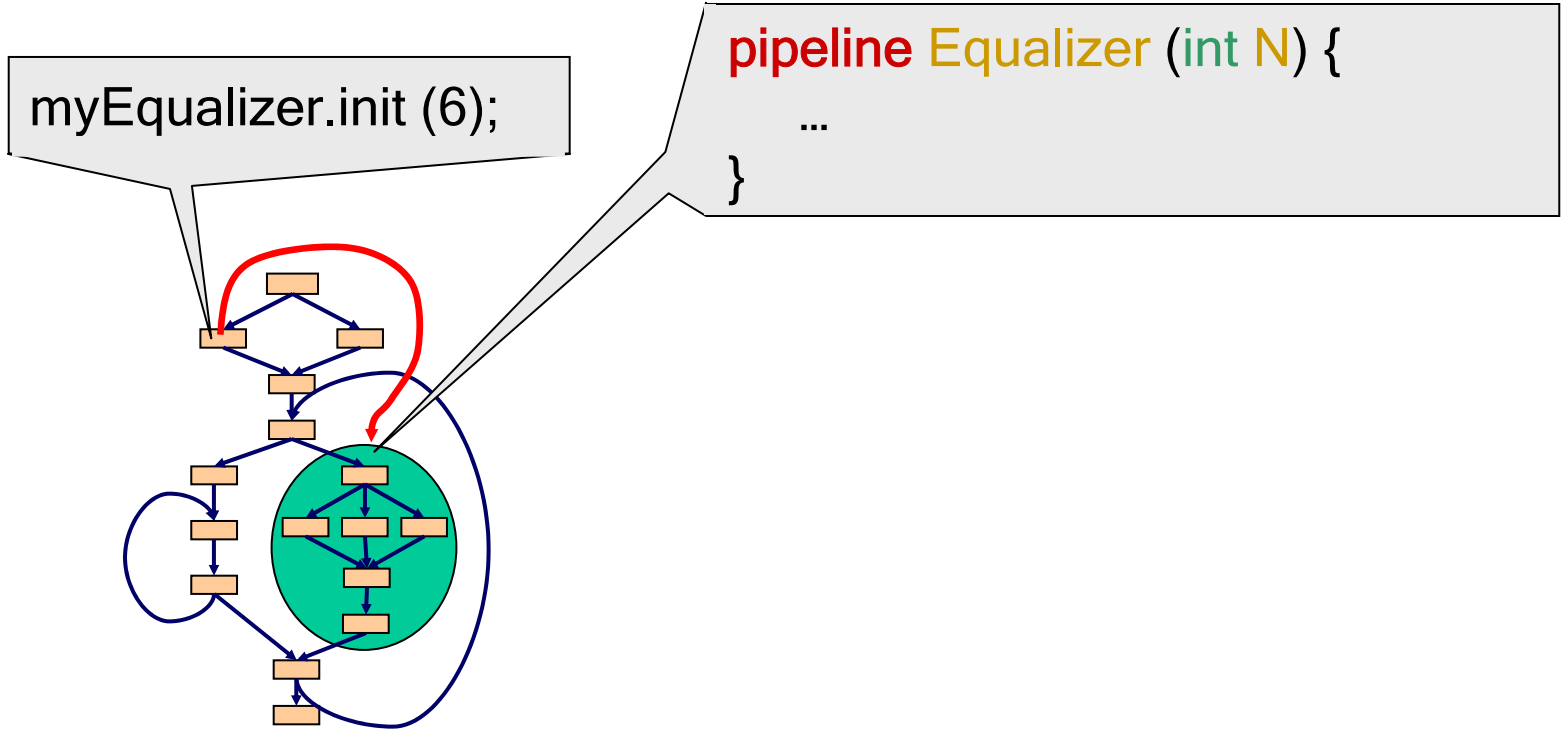 myEqualizer.init (6);
pipeline Equalizer (int N) {
...
}